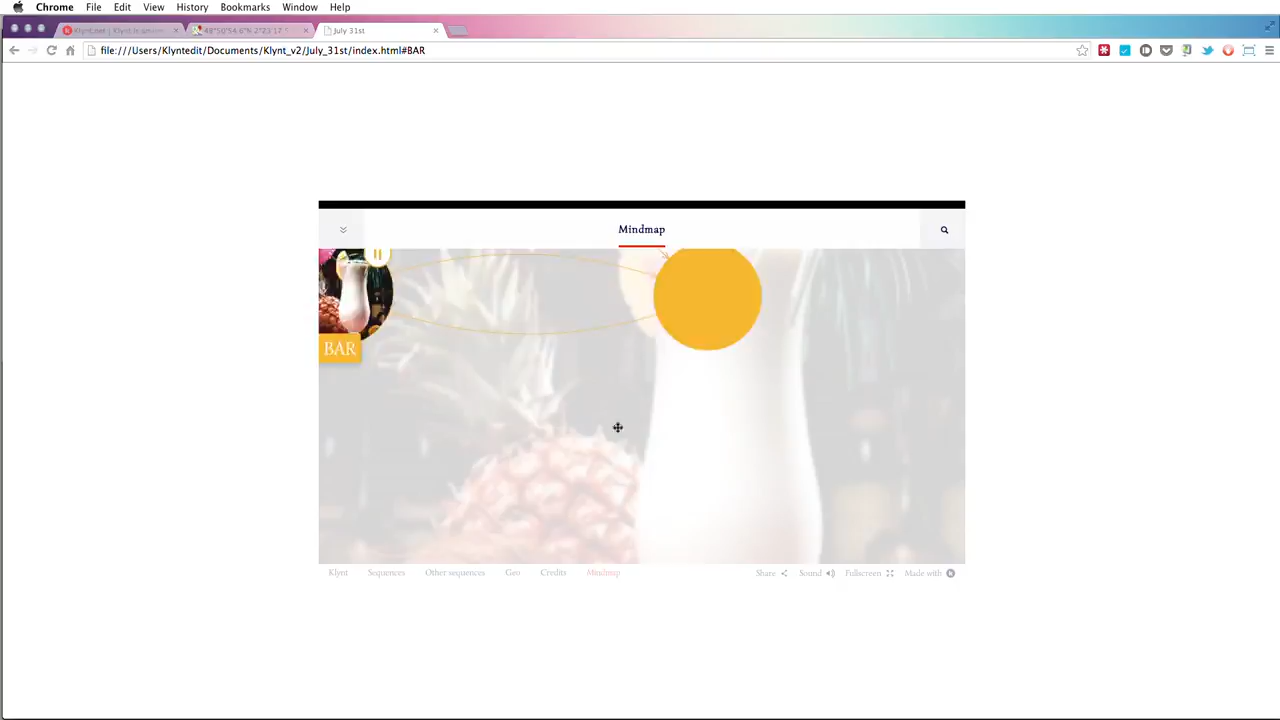 Chrome File Edit View History Bookmarks Window Help
July 31st
file:///Users/Klyntedit/Documents/Klynt_v2/July_31st/index.html#BAR
Mindmap
BAR
Klynt Sequences Other sequences Geo Credits Mindmap Share Sound Fullscreen Made with